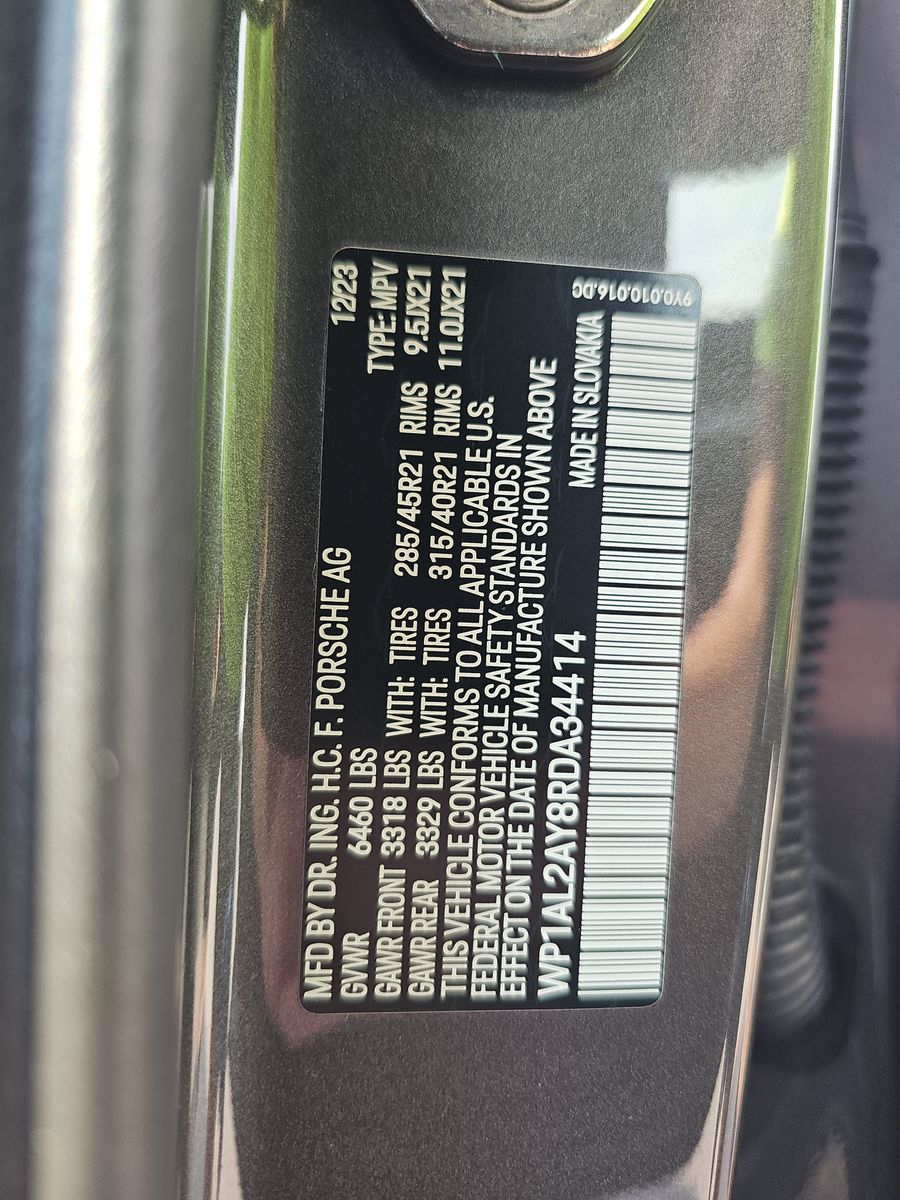 MFD BY DR. ING. H.C. F. PORSCHE AG 12/23
GVWR 6460 LBS TYPE: MPV
GAWR FRONT 3318 LBS WITH: TIRES 285/45R21 RIMS 9.5JX21
GAWR REAR 3329 LBS WITH: TIRES 315/40R21 RIMS 11.0JX21
THIS VEHICLE CONFORMS TO ALL APPLICABLE U.S.
FEDERAL MOTOR VEHICLE SAFETY STANDARDS IN
EFFECT ON THE DATE OF MANUFACTURE SHOWN ABOVE
WP1AL2AY8RDA34414 MADE IN SLOVAKIA
9Y0.010.016.DC